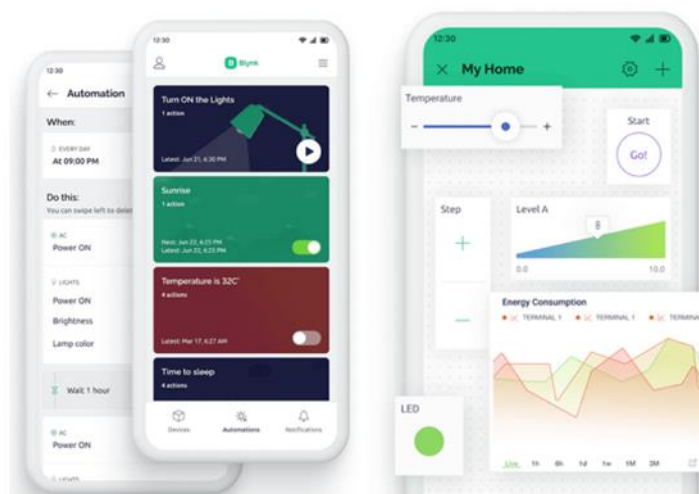 12:30
Automation
When:
EVERY DAY
At 09:00 PM
Do this:
You can swipe left to delet
AC
Power ON
LIGHTS
Power ON
Brightness
Lamp color
Wait 1 hour
AC
Power ON
LIGHTS
12:30
B Blynk
Turn ON the Lights
1 action
Latest: Jun 21, 6:30 PM
Sunrise
1 action
Next: Jun 23, 6:25 PM
Latest: Jun 22, 6:25 PM
Temperature is 32C°
4 actions
Latest: Mar 17, 6:27 AM
Time to sleep
4 actions
Devices Automations Notifications
12:30
My Home
Temperature
Start
Go!
Step
Level A
8
0.0 10.0
Energy Consumption
TERMINAL 1 TERMINAL 1 TERMINA
LED
Live 1h 6h 1d 1w 1M 3M